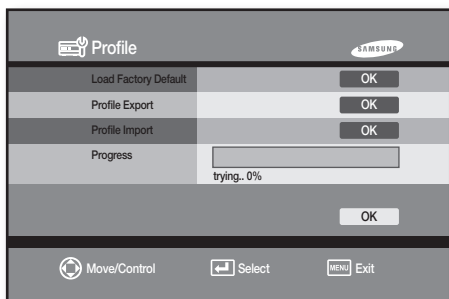 Profile
SAMSUNG
Load Factory Default OK
Profile Export OK
Profile Import OK
Progress
trying.. 0%
OK
Move/Control Select MENU Exit